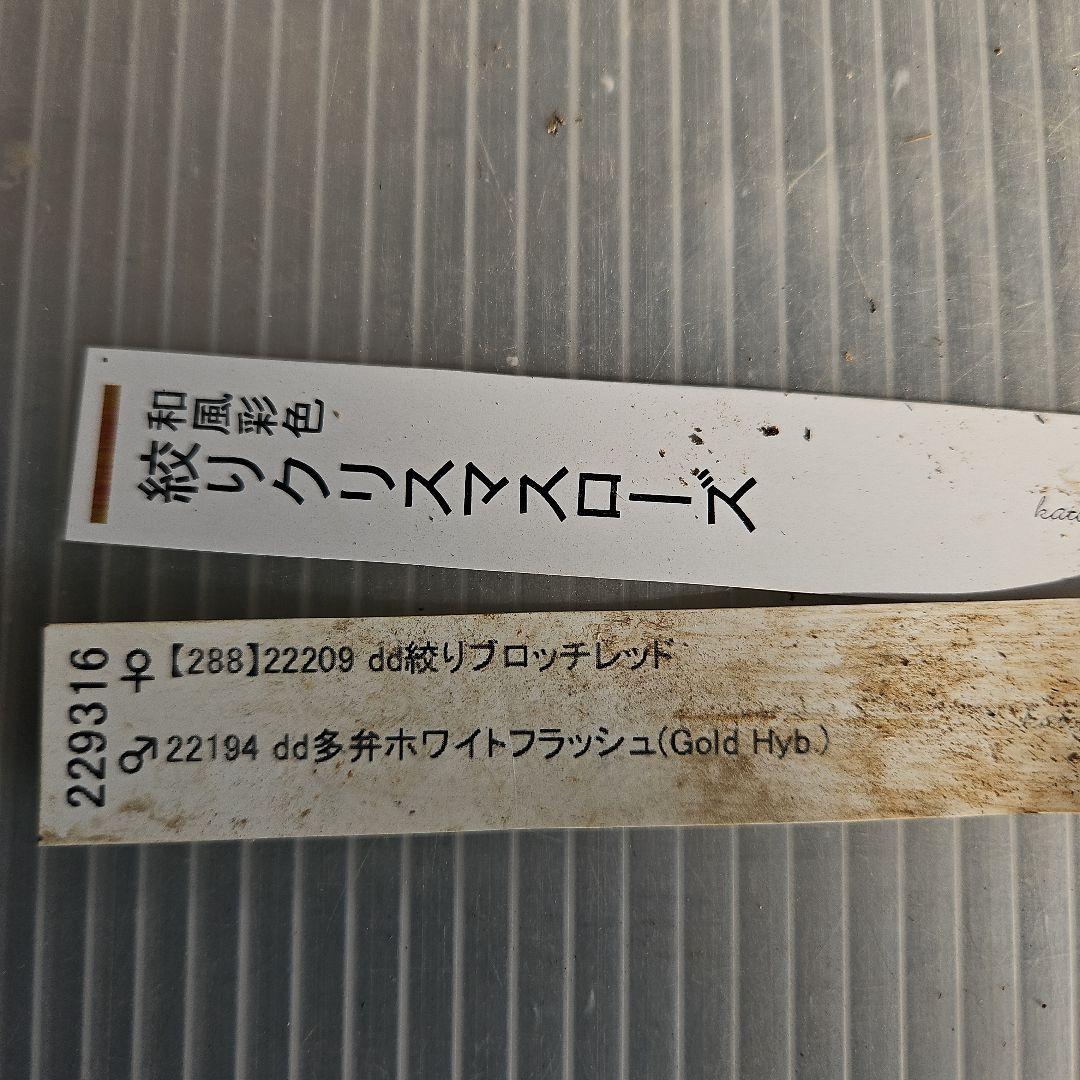 和風彩色
絞りクリスマスローズ
229316
♀【288】22209 dd絞りブロッチレッド
♂22194 dd多弁ホワイトフラッシュ(Gold Hyb.)